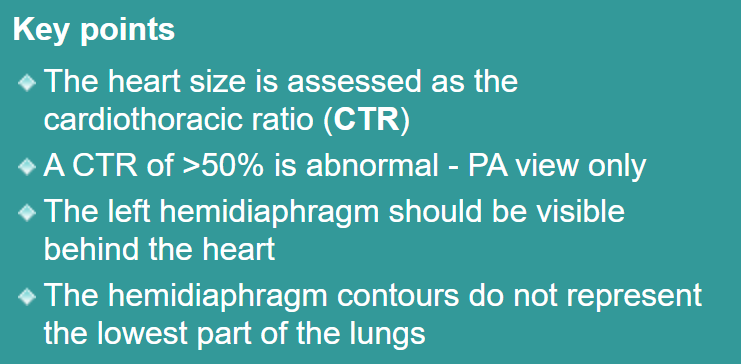 Key points
The heart size is assessed as the
cardiothoracic ratio (CTR)
A CTR of >50% is abnormal - PA view only
The left hemidiaphragm should be visible
behind the heart
The hemidiaphragm contours do not represent
the lowest part of the lungs